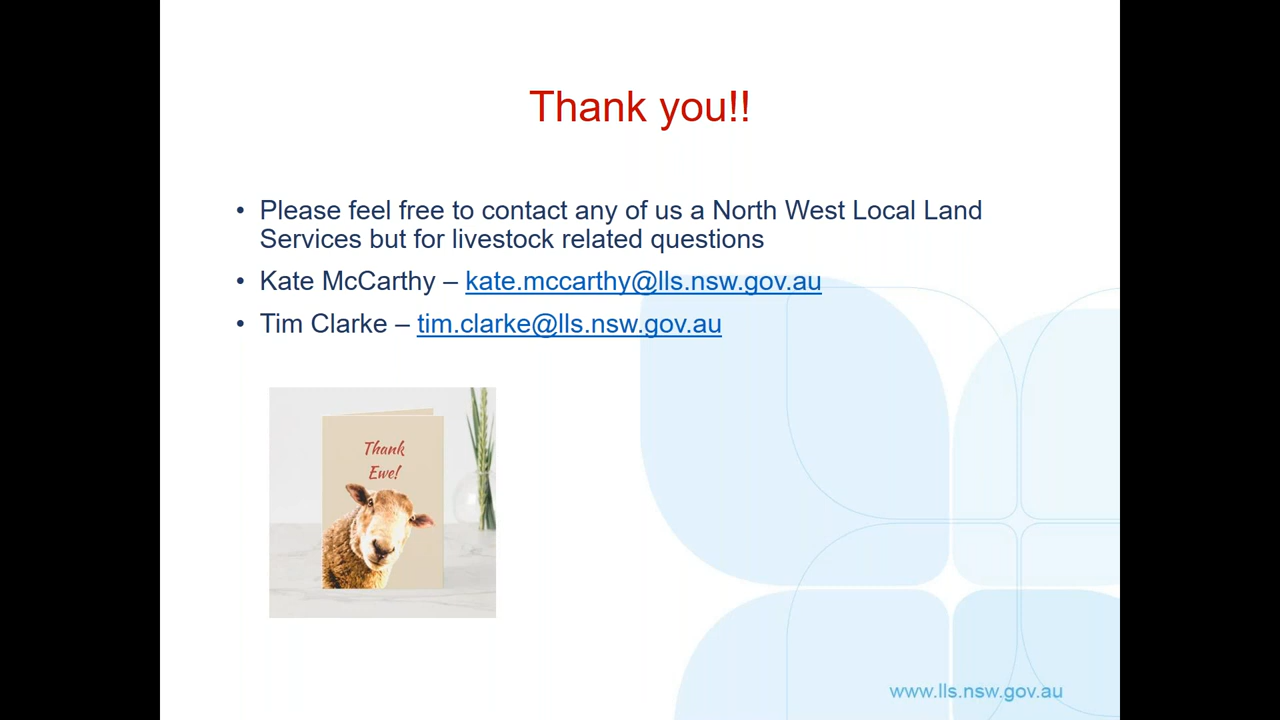 Thank you!!
• Please feel free to contact any of us a North West Local Land
Services but for livestock related questions
• Kate McCarthy – kate.mccarthy@lls.nsw.gov.au
• Tim Clarke – tim.clarke@lls.nsw.gov.au
Thank
Ewe!
www.lls.nsw.gov.au